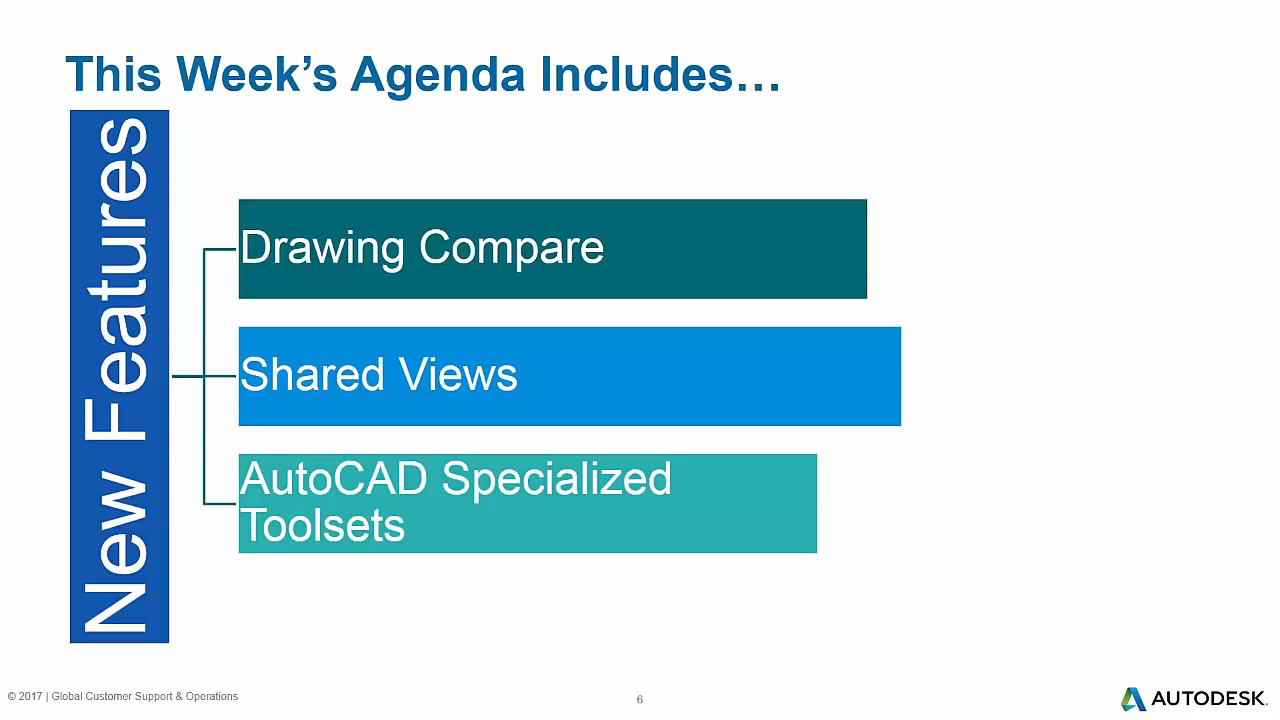 This Week’s Agenda Includes…
New Features
Drawing Compare
Shared Views
AutoCAD Specialized
Toolsets
© 2017 | Global Customer Support & Operations
6
AUTODESK.